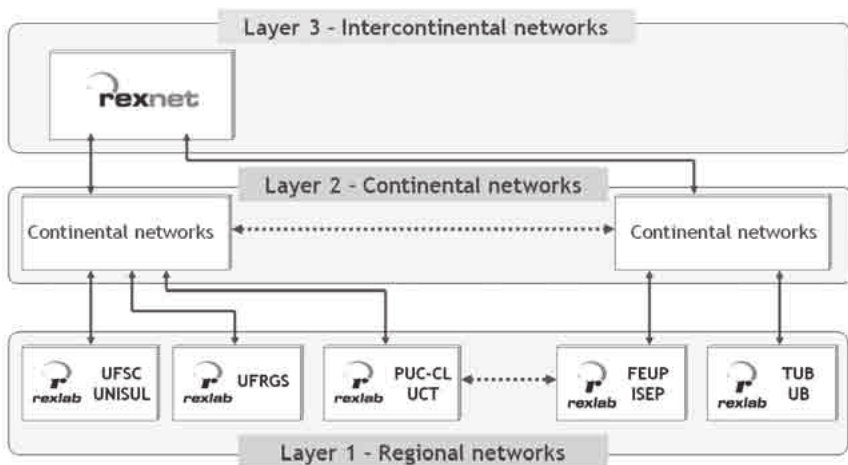 Layer 3 - Intercontinental networks
rexnet
Layer 2 - Continental networks
Continental networks
Continental networks
rexlab
UFSC
UNISUL
rexlab
UFRGS
rexlab
PUC-CL
UCT
rexlab
FEUP
ISEP
rexlab
TUB
UB
Layer 1 - Regional networks